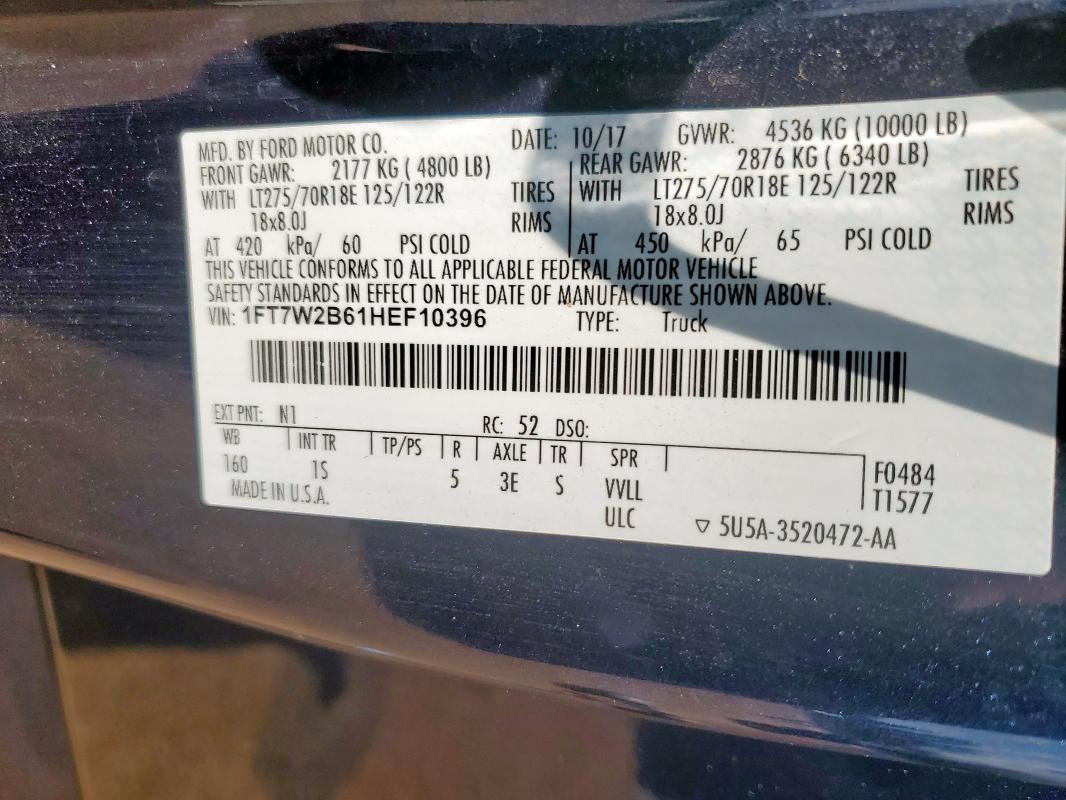 MFD. BY FORD MOTOR CO. DATE: 10/17 GVWR: 4536 KG (10000 LB)
FRONT GAWR: 2177 KG ( 4800 LB) REAR GAWR: 2876 KG ( 6340 LB)
WITH LT275/70R18E 125/122R TIRES WITH LT275/70R18E 125/122R TIRES
18x8.0J RIMS 18x8.0J RIMS
AT 420 kPa/ 60 PSI COLD AT 450 kPa/ 65 PSI COLD
THIS VEHICLE CONFORMS TO ALL APPLICABLE FEDERAL MOTOR VEHICLE
SAFETY STANDARDS IN EFFECT ON THE DATE OF MANUFACTURE SHOWN ABOVE.
VIN: 1FT7W2B61HEF10396 TYPE: Truck
EXT PNT: N1 RC: 52 DSO:
WB INT TR TP/PS R AXLE TR SPR
160 1S 5 3E S VVLL F0484
MADE IN U.S.A. ULC T1577
▽ 5U5A-3520472-AA